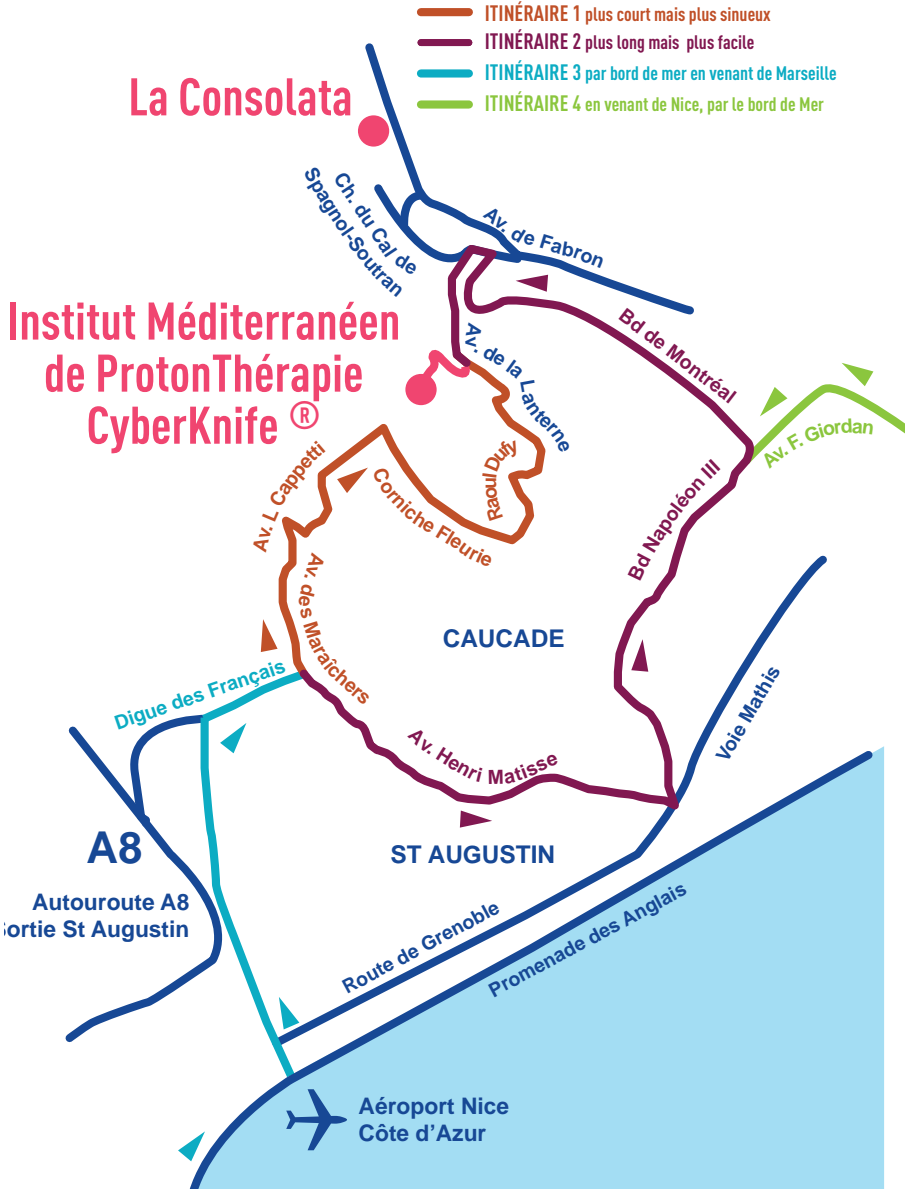 ITINÉRAIRE 1 plus court mais plus sinueux
ITINÉRAIRE 2 plus long mais plus facile
ITINÉRAIRE 3 par bord de mer en venant de Marseille
ITINÉRAIRE 4 en venant de Nice, par le bord de Mer
La Consolata
Ch. du Cal de
Spagnol-Soutran
Av. de Fabron
Institut Méditerranéen
de ProtonThérapie
CyberKnife ®
Av. de la Lanterne
Bd de Montréal
Av. F. Giordan
Raoul Dufy
Av. L Cappetti
Corniche Fleurie
Bd Napoléon III
Av. des Maraîchers
CAUCADE
Digue des Français
Voie Mathis
Av. Henri Matisse
A8
ST AUGUSTIN
Autouroute A8
ortie St Augustin
Route de Grenoble
Promenade des Anglais
Aéroport Nice
Côte d'Azur